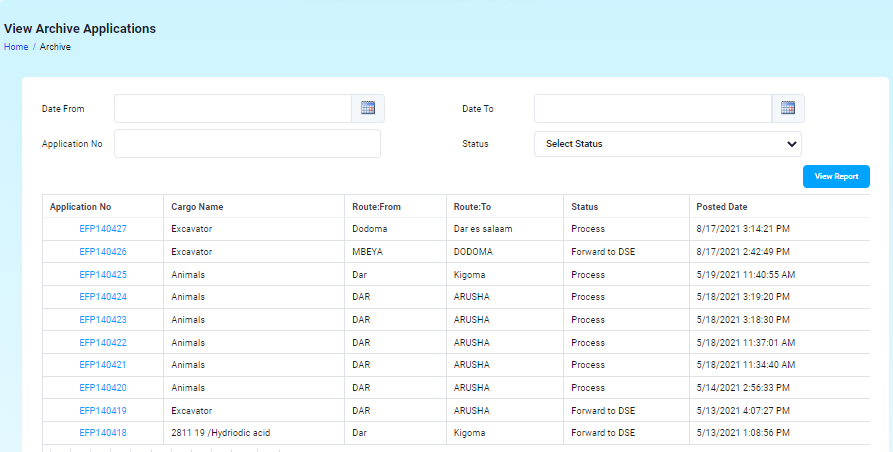 View Archive Applications
Home / Archive
Date From Date To
Application No Status Select Status
View Report
Application No Cargo Name Route:From Route:To Status Posted Date
EFP140427 Excavator Dodoma Dar es salaam Process 8/17/2021 3:14:21 PM
EFP140426 Excavator MBEYA DODOMA Forward to DSE 8/17/2021 2:42:49 PM
EFP140425 Animals Dar Kigoma Process 5/19/2021 11:40:55 AM
EFP140424 Animals DAR ARUSHA Process 5/18/2021 3:19:20 PM
EFP140423 Animals DAR ARUSHA Process 5/18/2021 3:18:30 PM
EFP140422 Animals DAR ARUSHA Process 5/18/2021 11:37:01 AM
EFP140421 Animals DAR ARUSHA Process 5/18/2021 11:34:40 AM
EFP140420 Animals DAR ARUSHA Process 5/14/2021 2:56:33 PM
EFP140419 Excavator DAR ARUSHA Forward to DSE 5/13/2021 4:07:27 PM
EFP140418 2811 19 /Hydriodic acid Dar Kigoma Forward to DSE 5/13/2021 1:08:56 PM